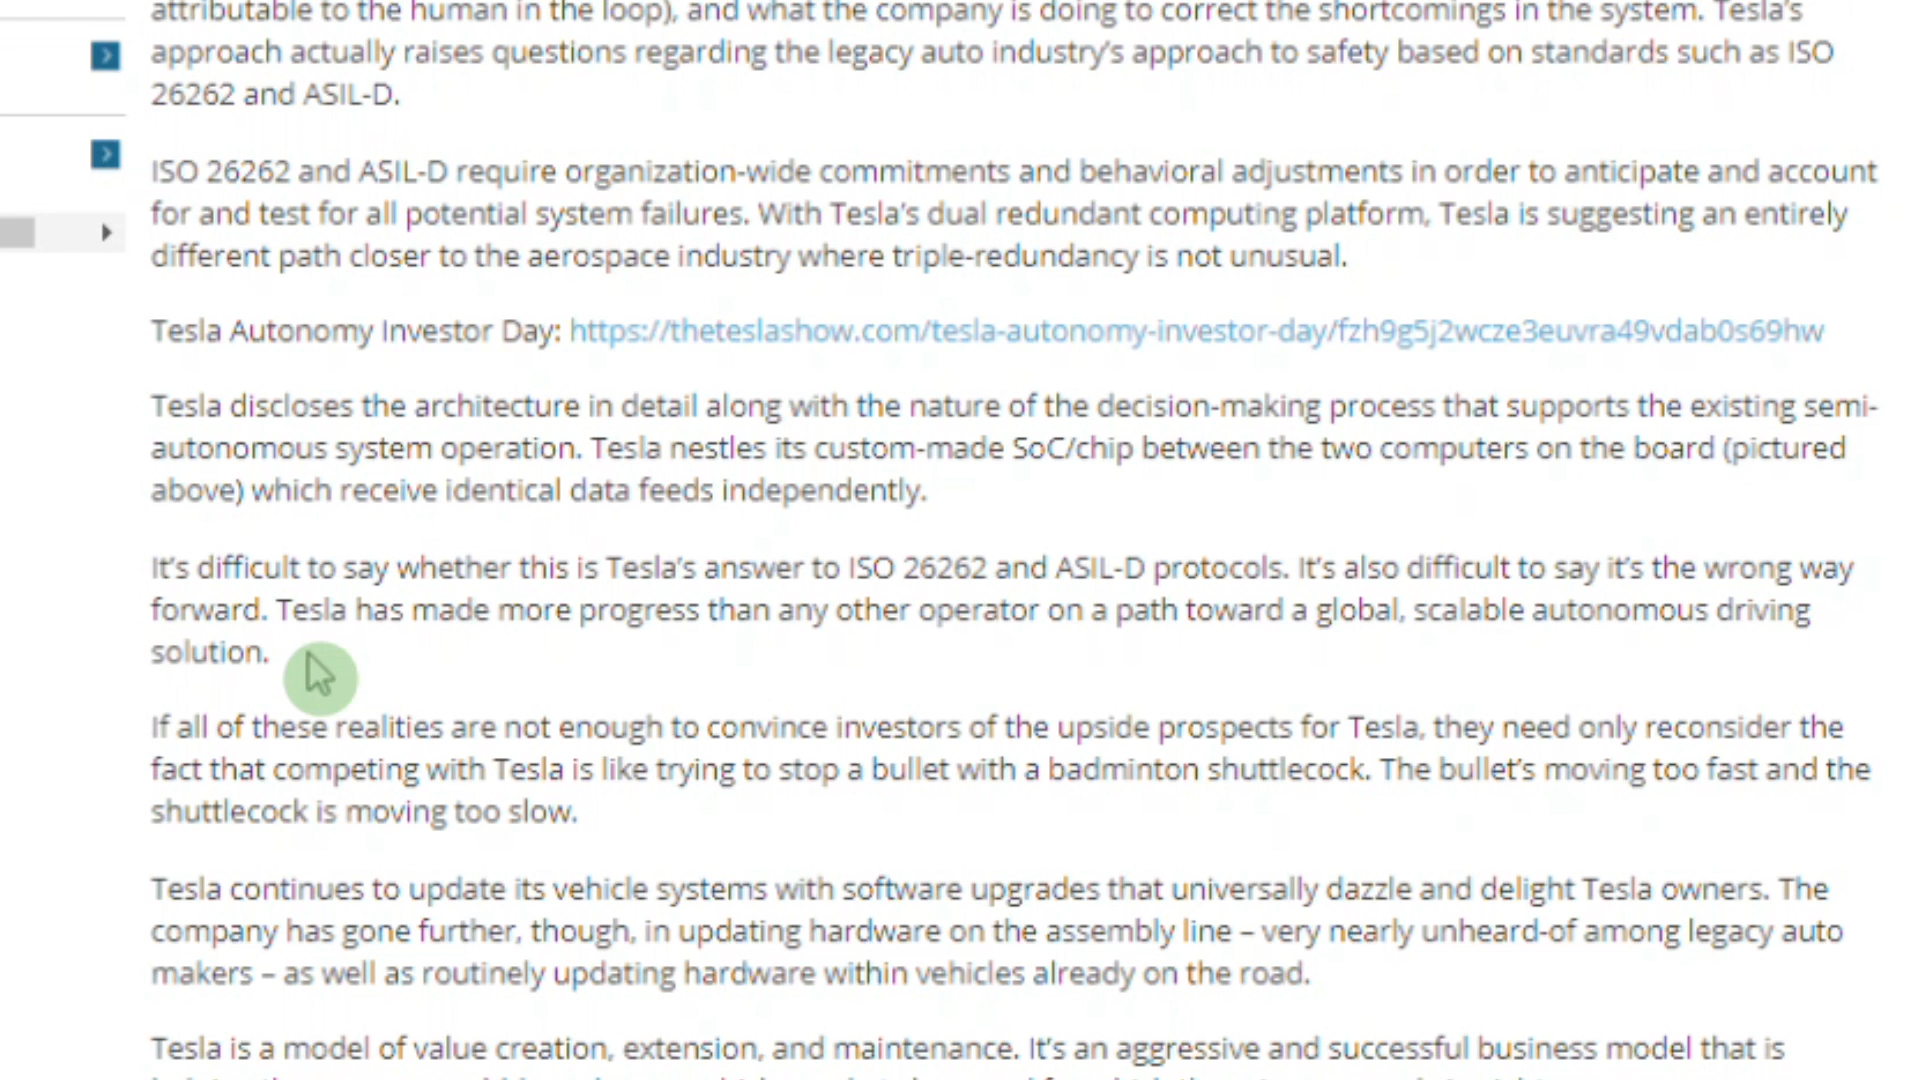 attributable to the human in the loop), and what the company is doing to correct the shortcomings in the system. Tesla's
approach actually raises questions regarding the legacy auto industry's approach to safety based on standards such as ISO
26262 and ASIL-D.
ISO 26262 and ASIL-D require organization-wide commitments and behavioral adjustments in order to anticipate and account
for and test for all potential system failures. With Tesla's dual redundant computing platform, Tesla is suggesting an entirely
different path closer to the aerospace industry where triple-redundancy is not unusual.
Tesla Autonomy Investor Day: https://theteslashow.com/tesla-autonomy-investor-day/fzh9g5j2wcze3euvra49vdab0s69hw
Tesla discloses the architecture in detail along with the nature of the decision-making process that supports the existing semi-
autonomous system operation. Tesla nestles its custom-made SoC/chip between the two computers on the board (pictured
above) which receive identical data feeds independently.
It's difficult to say whether this is Tesla's answer to ISO 26262 and ASIL-D protocols. It's also difficult to say it's the wrong way
forward. Tesla has made more progress than any other operator on a path toward a global, scalable autonomous driving
solution.
If all of these realities are not enough to convince investors of the upside prospects for Tesla, they need only reconsider the
fact that competing with Tesla is like trying to stop a bullet with a badminton shuttlecock. The bullet's moving too fast and the
shuttlecock is moving too slow.
Tesla continues to update its vehicle systems with software upgrades that universally dazzle and delight Tesla owners. The
company has gone further, though, in updating hardware on the assembly line – very nearly unheard-of among legacy auto
makers – as well as routinely updating hardware within vehicles already on the road.
Tesla is a model of value creation, extension, and maintenance. It's an aggressive and successful business model that is